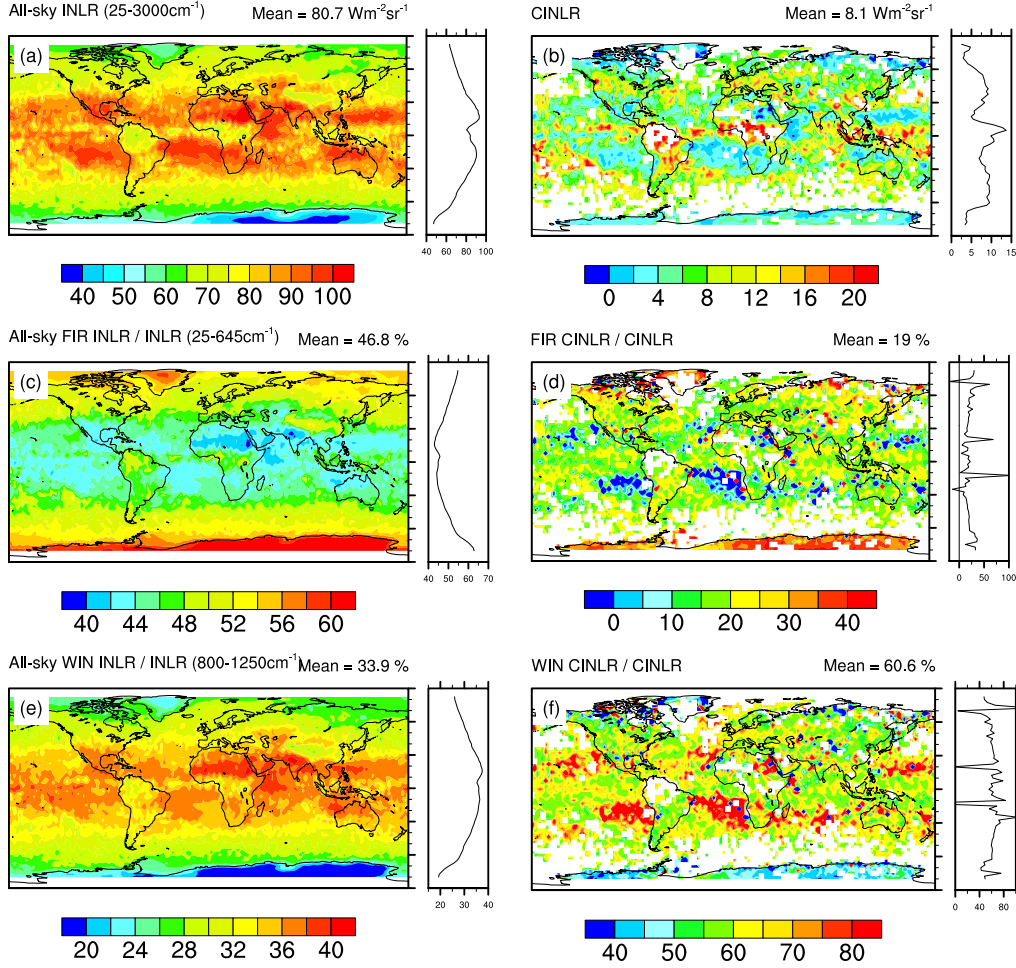 All-sky INLR (25-3000cm⁻¹) Mean = 80.7 Wm⁻²sr⁻¹
CINLR Mean = 8.1 Wm⁻²sr⁻¹
(a)
(b)
40 60 80 100
0 5 10 15
40 50 60 70 80 90 100
0 4 8 12 16 20
All-sky FIR INLR / INLR (25-645cm⁻¹) Mean = 46.8 %
FIR CINLR / CINLR Mean = 19 %
(c)
(d)
40 50 60 70
0 50 100
40 44 48 52 56 60
0 10 20 30 40
All-sky WIN INLR / INLR (800-1250cm⁻¹) Mean = 33.9 %
WIN CINLR / CINLR Mean = 60.6 %
(e)
(f)
10 20 30 40
0 40 80
20 24 28 32 36 40
40 50 60 70 80